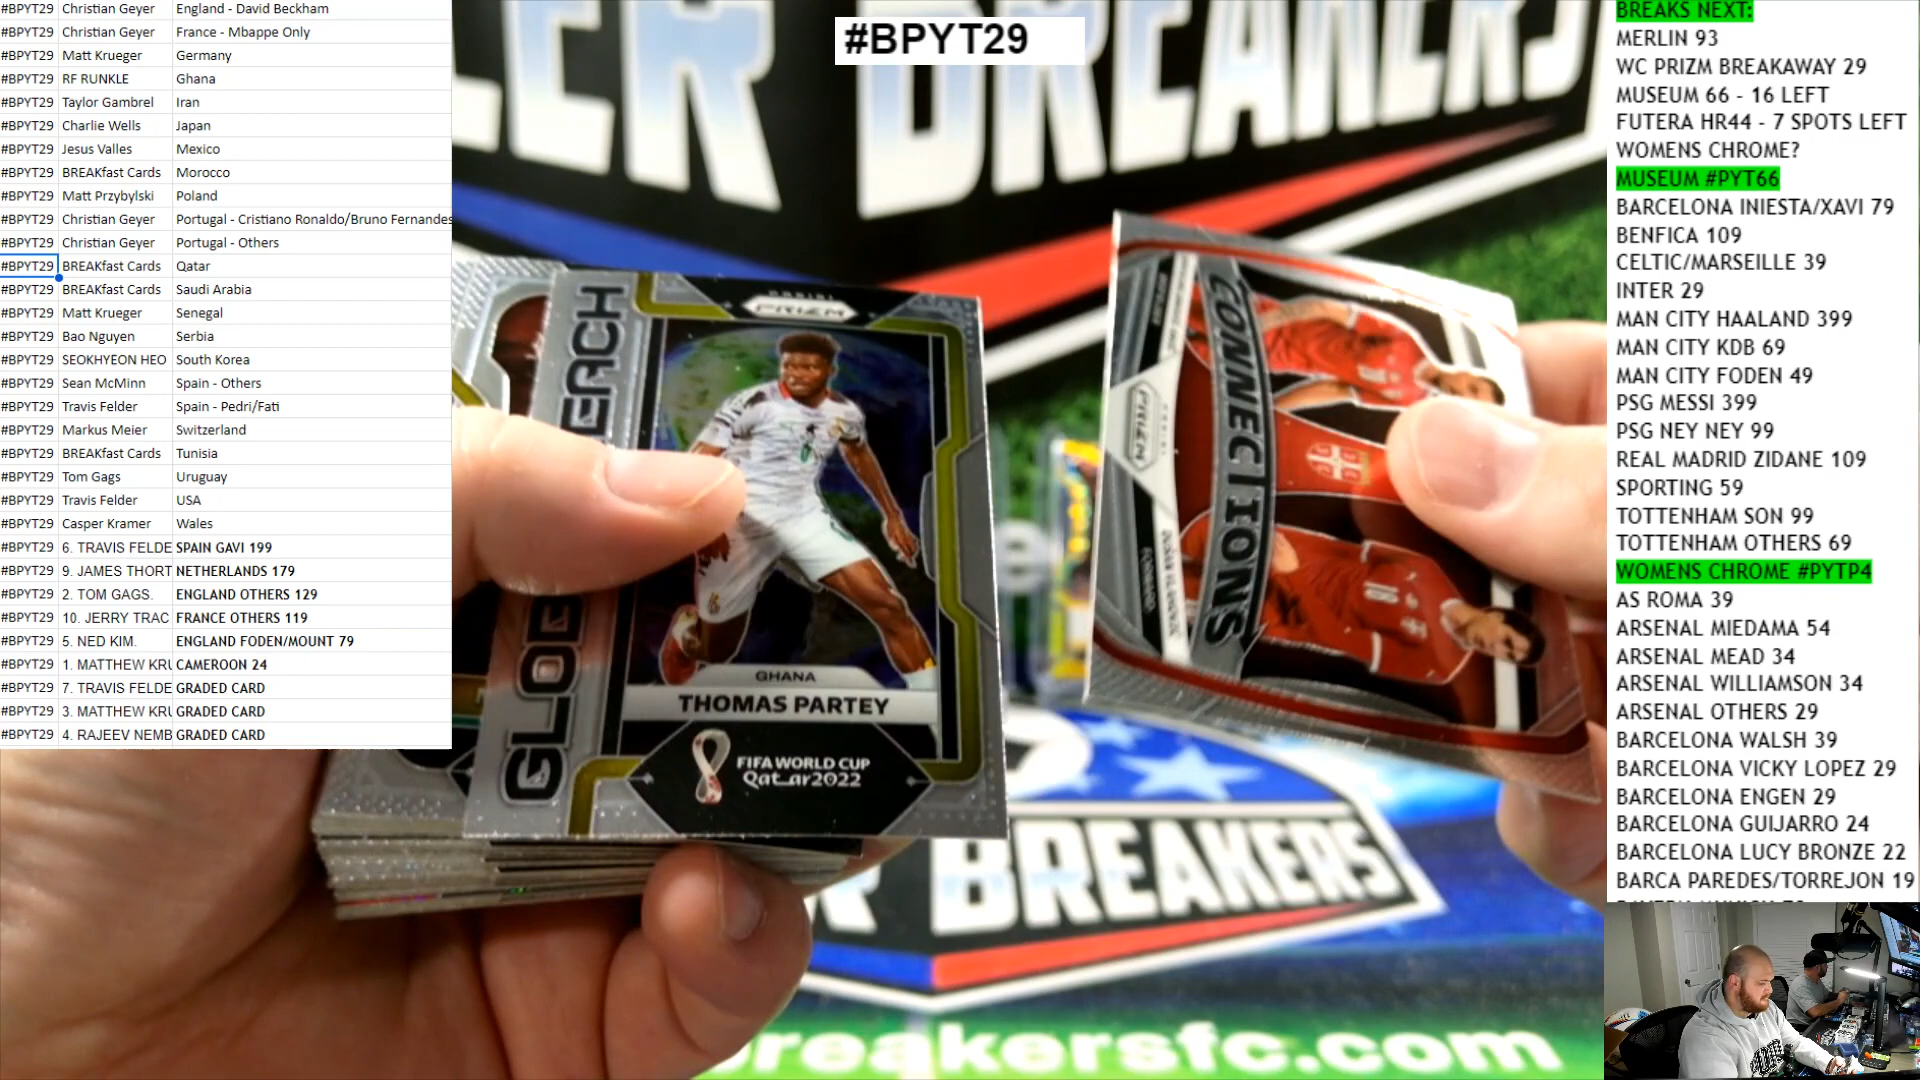 #BPYT29 Christian Geyer England - David Beckham
#BPYT29 Christian Geyer France - Mbappe Only
#BPYT29 Matt Krueger Germany
#BPYT29 RF RUNKLE Ghana
#BPYT29 Taylor Gambrel Iran
#BPYT29 Charlie Wells Japan
#BPYT29 Jesus Valles Mexico
#BPYT29 BREAKfast Cards Morocco
#BPYT29 Matt Przybylski Poland
#BPYT29 Christian Geyer Portugal - Cristiano Ronaldo/Bruno Fernandes
#BPYT29 Christian Geyer Portugal - Others
#BPYT29 BREAKfast Cards Qatar
#BPYT29 BREAKfast Cards Saudi Arabia
#BPYT29 Matt Krueger Senegal
#BPYT29 Bao Nguyen Serbia
#BPYT29 SEOKHYEON HEO South Korea
#BPYT29 Sean McMinn Spain - Others
#BPYT29 Travis Felder Spain - Pedri/Fati
#BPYT29 Markus Meier Switzerland
#BPYT29 BREAKfast Cards Tunisia
#BPYT29 Tom Gags Uruguay
#BPYT29 Travis Felder USA
#BPYT29 Casper Kramer Wales
#BPYT29 6. TRAVIS FELDE SPAIN GAVI 199
#BPYT29 9. JAMES THORT NETHERLANDS 179
#BPYT29 2. TOM GAGS. ENGLAND OTHERS 129
#BPYT29 10. JERRY TRAC FRANCE OTHERS 119
#BPYT29 5. NED KIM. ENGLAND FODEN/MOUNT 79
#BPYT29 1. MATTHEW KRU CAMEROON 24
#BPYT29 7. TRAVIS FELDE GRADED CARD
#BPYT29 3. MATTHEW KRU GRADED CARD
#BPYT29 4. RAJEEV NEMB GRADED CARD
#BPYT29
LER BREAKERS
PANINI
PRIZM
GLOB
EACH
GHANA
THOMAS PARTEY
FIFA WORLD CUP
Qatar2022
CONNECTIONS
PRIZM
R BREAKERS
breakersfc.com
BREAKS NEXT:
MERLIN 93
WC PRIZM BREAKAWAY 29
MUSEUM 66 - 16 LEFT
FUTERA HR44 - 7 SPOTS LEFT
WOMENS CHROME?
MUSEUM #PYT66
BARCELONA INIESTA/XAVI 79
BENFICA 109
CELTIC/MARSEILLE 39
INTER 29
MAN CITY HAALAND 399
MAN CITY KDB 69
MAN CITY FODEN 49
PSG MESSI 399
PSG NEY NEY 99
REAL MADRID ZIDANE 109
SPORTING 59
TOTTENHAM SON 99
TOTTENHAM OTHERS 69
WOMENS CHROME #PYTP4
AS ROMA 39
ARSENAL MIEDAMA 54
ARSENAL MEAD 34
ARSENAL WILLIAMSON 34
ARSENAL OTHERS 29
BARCELONA WALSH 39
BARCELONA VICKY LOPEZ 29
BARCELONA ENGEN 29
BARCELONA GUIJARRO 24
BARCELONA LUCY BRONZE 22
BARCA PAREDES/TORREJON 19